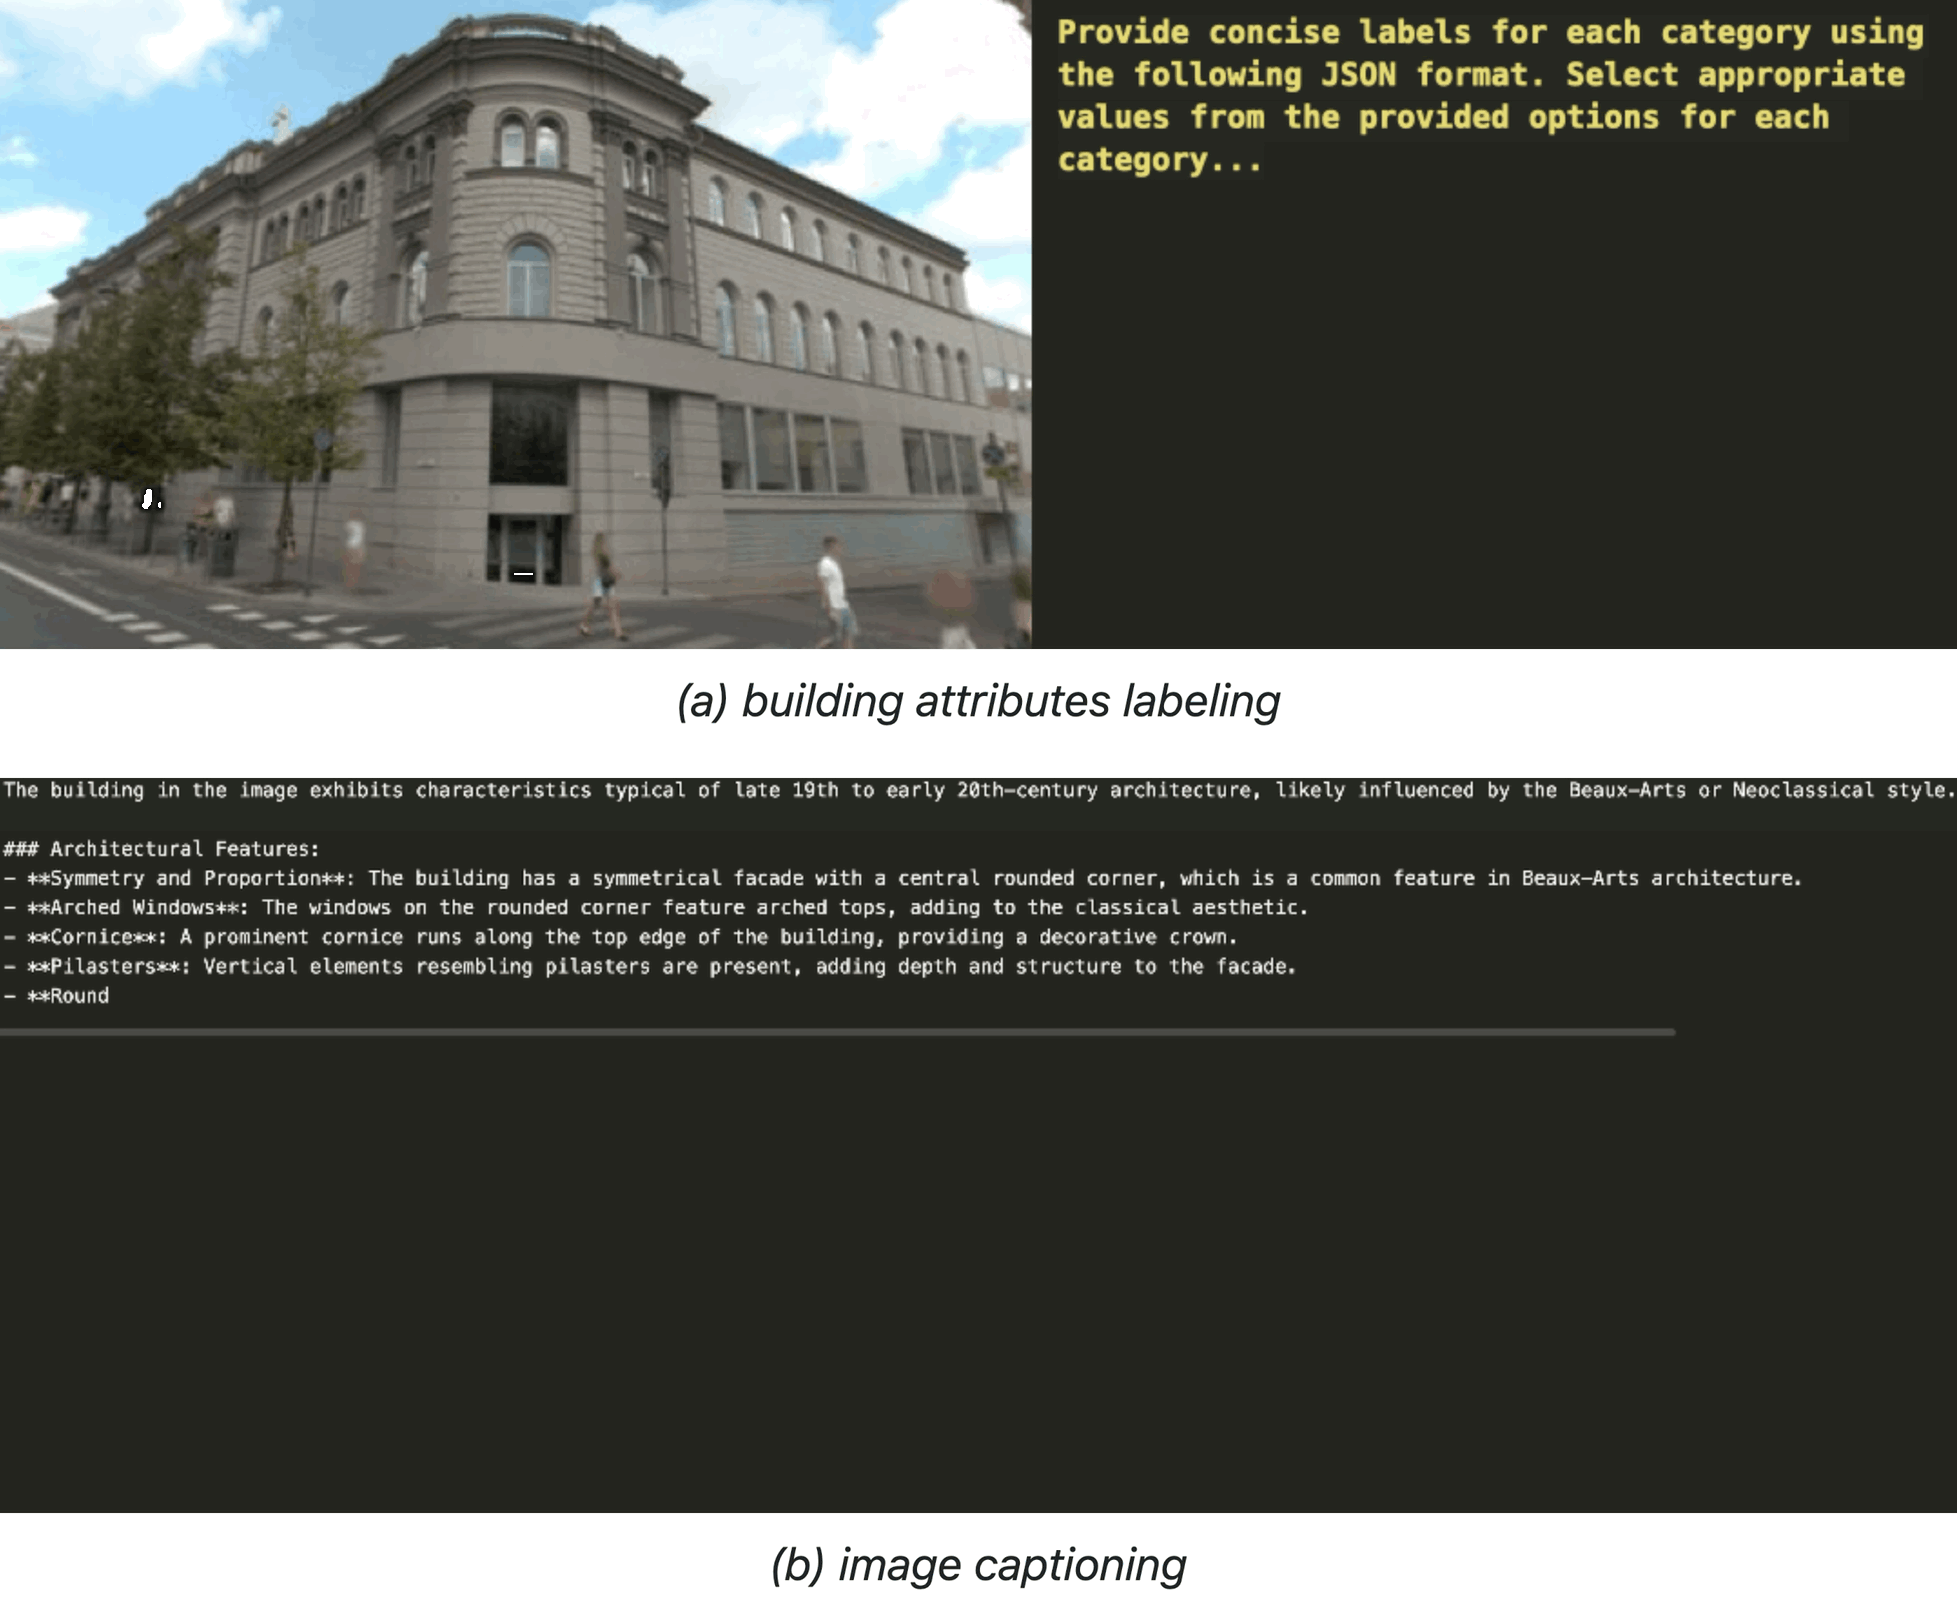 Provide concise labels for each category using
the following JSON format. Select appropriate
values from the provided options for each
category...
(a) building attributes labeling
The building in the image exhibits characteristics typical of late 19th to early 20th-century architecture, likely influenced by the Beaux-Arts or Neoclassical style.
### Architectural Features:
- **Symmetry and Proportion**: The building has a symmetrical facade with a central rounded corner, which is a common feature in Beaux-Arts architecture.
- **Arched Windows**: The windows on the rounded corner feature arched tops, adding to the classical aesthetic.
- **Cornice**: A prominent cornice runs along the top edge of the building, providing a decorative crown.
- **Pilasters**: Vertical elements resembling pilasters are present, adding depth and structure to the facade.
- **Round
(b) image captioning